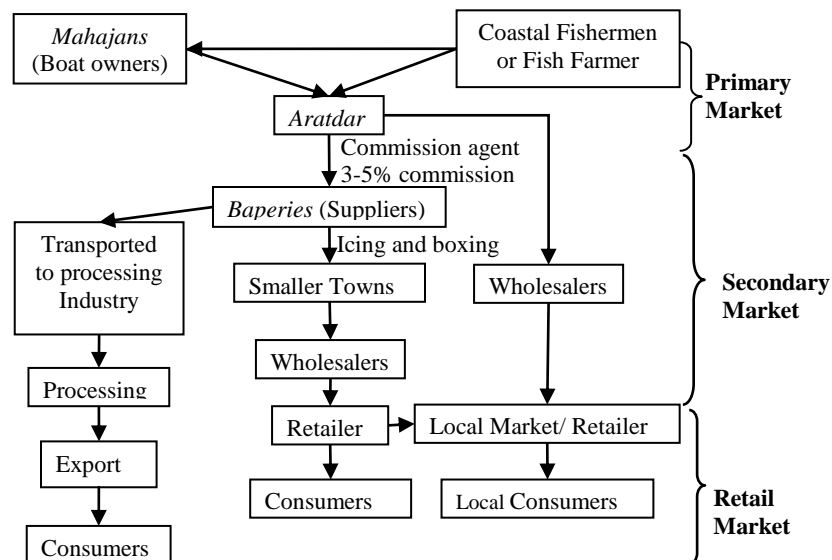 Mahajans
(Boat owners)
Coastal Fishermen
or Fish Farmer
Primary
Market
Aratdar
Commission agent
3-5% commission
Baperies (Suppliers)
Icing and boxing
Transported
to processing
Industry
Smaller Towns
Wholesalers
Secondary
Market
Wholesalers
Processing
Retailer
Local Market/ Retailer
Export
Consumers
Local Consumers
Retail
Market
Consumers